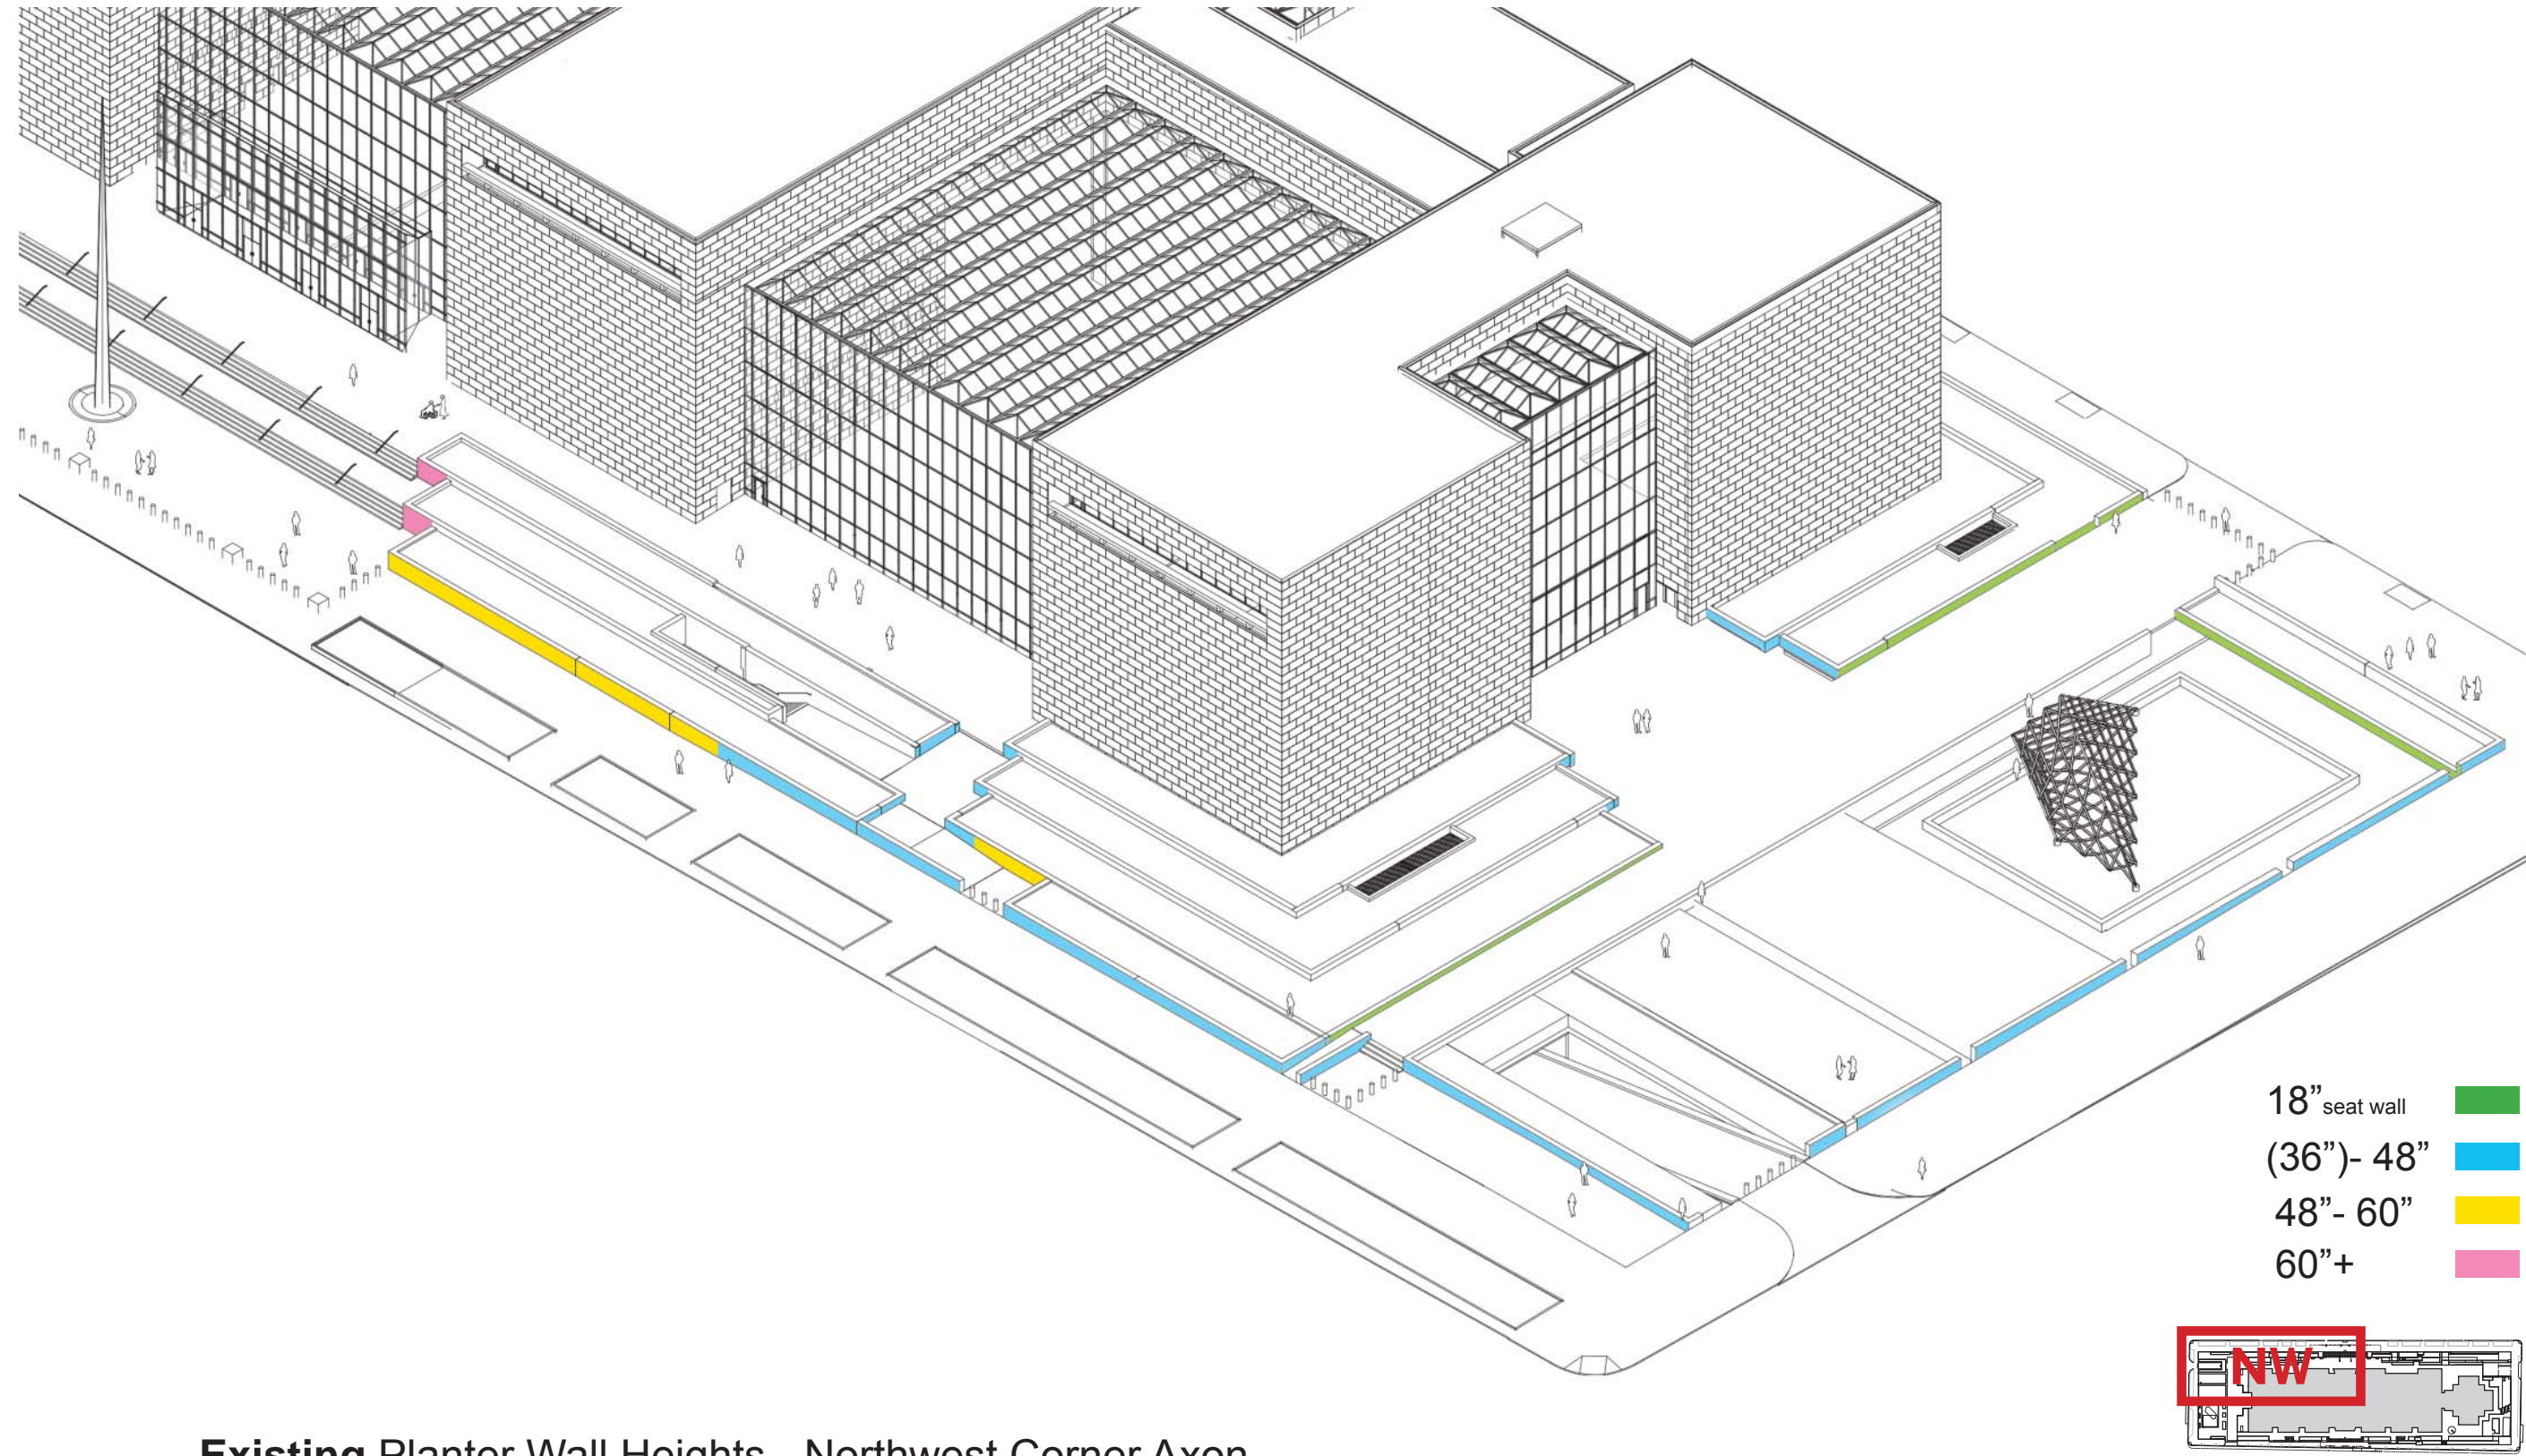 18”seat wall
(36”)- 48”
48”- 60”
60”+
NW
Existing Planter Wall Heights - Northwest Corner Axon